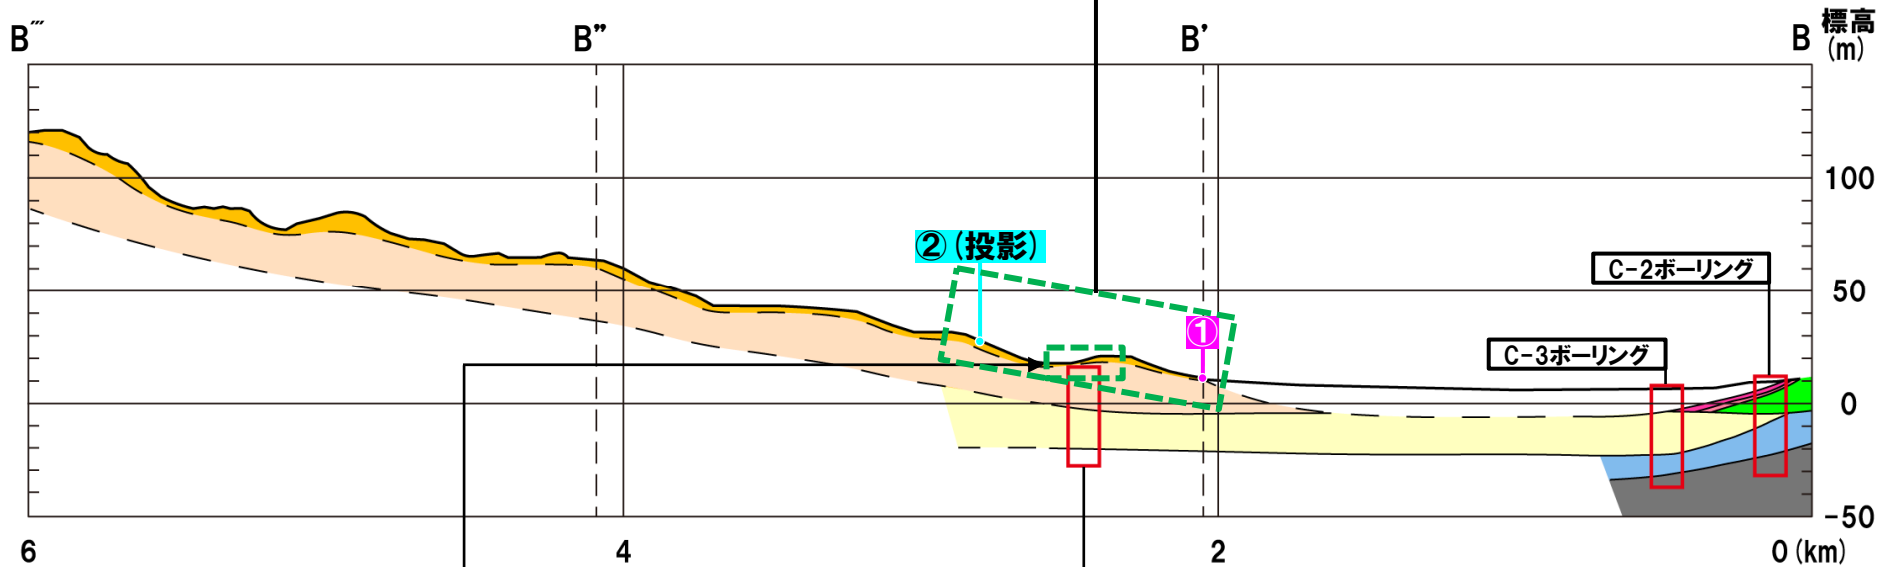 B‴ B″ B′ B 標高
(m)
②(投影)
①
C-2ボーリング
C-3ボーリング
100
50
0
-50
6 4 2 0(km)